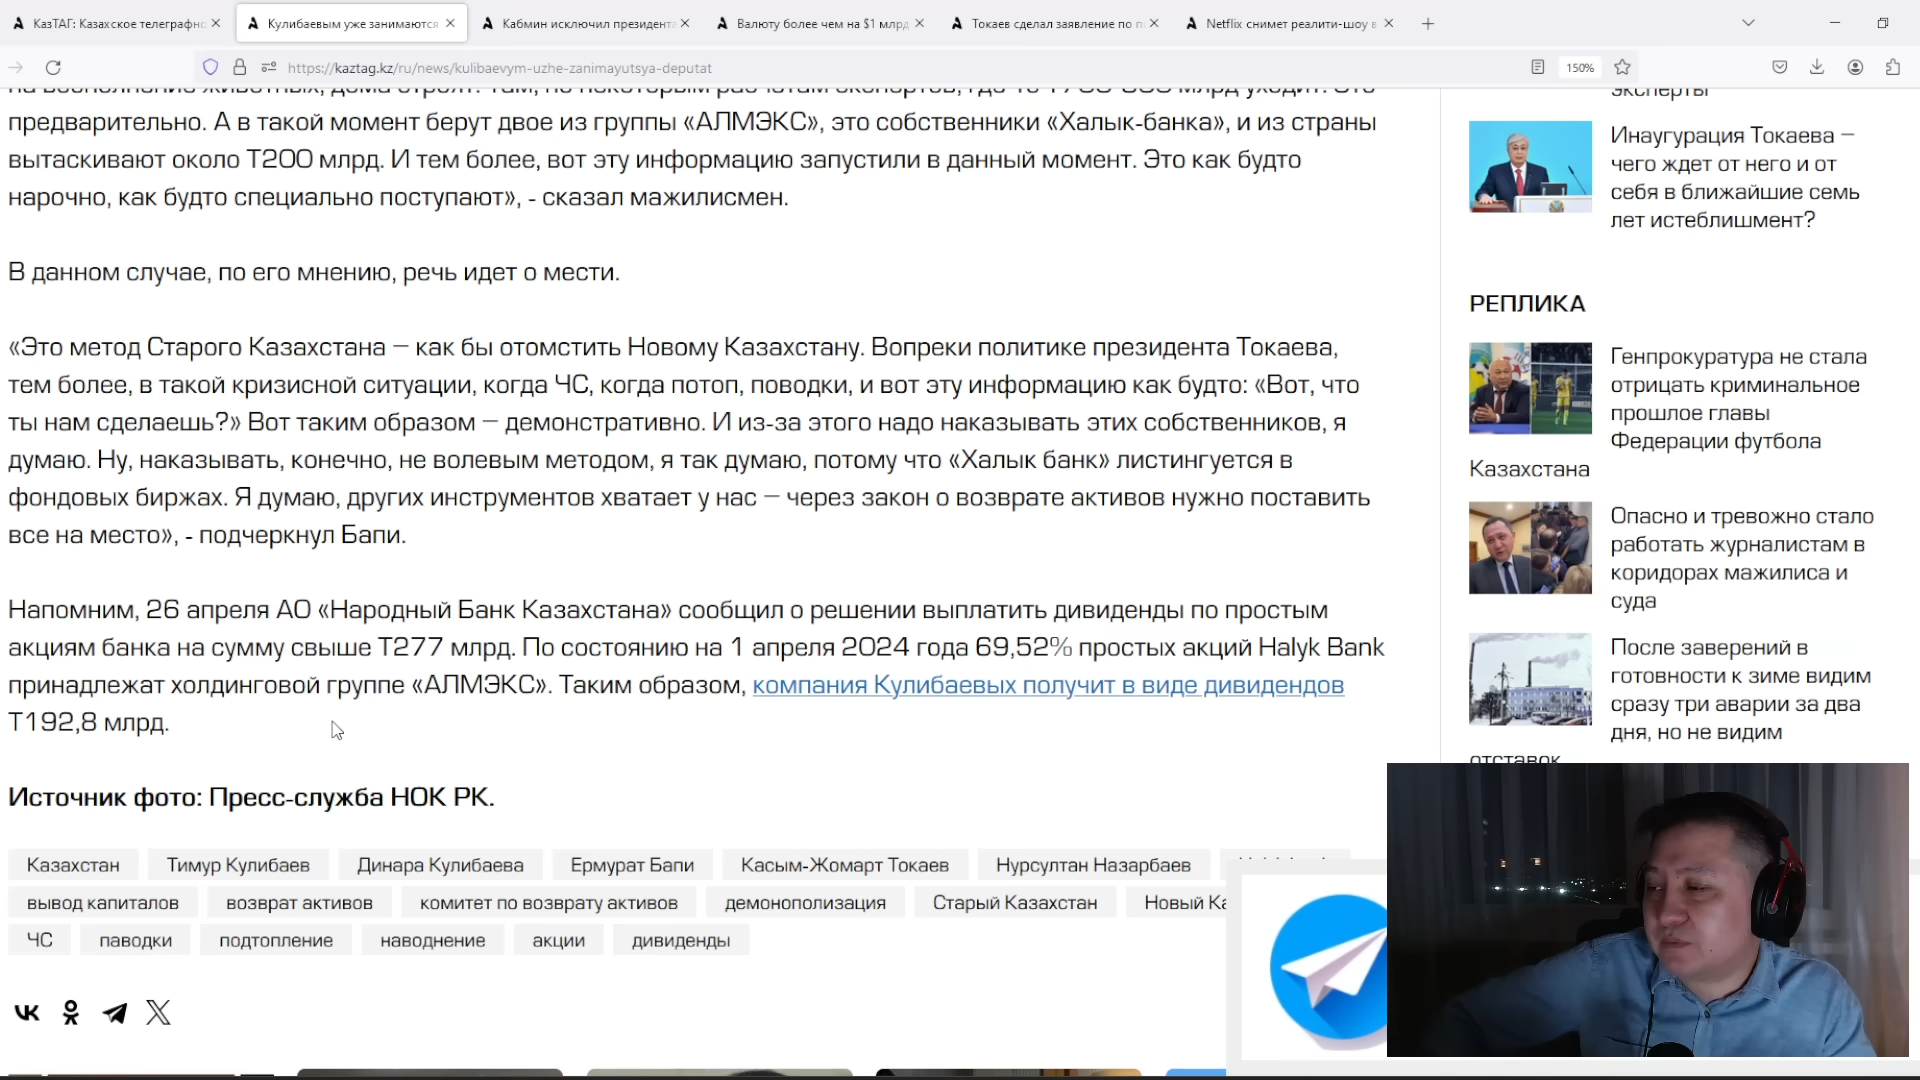 КазТАГ: Казахское телеграфно
Кулибаевым уже занимаются
Кабмин исключил президента
Валюту более чем на $1 млрд
Токаев сделал заявление по п
Netflix снимет реалити-шоу в
https://kaztag.kz/ru/news/kulibaevym-uzhe-zanimayutsya-deputat
150%
предварительно. А в такой момент берут двое из группы «АЛМЭКС», это собственники «Халык-банка», и из страны
вытаскивают около Т200 млрд. И тем более, вот эту информацию запустили в данный момент. Это как будто
нарочно, как будто специально поступают», - сказал мажилисмен.
В данном случае, по его мнению, речь идет о мести.
«Это метод Старого Казахстана — как бы отомстить Новому Казахстану. Вопреки политике президента Токаева,
тем более, в такой кризисной ситуации, когда ЧС, когда потоп, поводки, и вот эту информацию как будто: «Вот, что
ты нам сделаешь?» Вот таким образом — демонстративно. И из-за этого надо наказывать этих собственников, я
думаю. Ну, наказывать, конечно, не волевым методом, я так думаю, потому что «Халык банк» листингуется в
фондовых биржах. Я думаю, других инструментов хватает у нас — через закон о возврате активов нужно поставить
все на место», - подчеркнул Бапи.
Напомним, 26 апреля АО «Народный Банк Казахстана» сообщил о решении выплатить дивиденды по простым
акциям банка на сумму свыше Т277 млрд. По состоянию на 1 апреля 2024 года 69,52% простых акций Halyk Bank
принадлежат холдинговой группе «АЛМЭКС». Таким образом, компания Кулибаевых получит в виде дивидендов
Т192,8 млрд.
Источник фото: Пресс-служба НОК РК.
Казахстан Тимур Кулибаев Динара Кулибаева Ермурат Бапи Касым-Жомарт Токаев Нурсултан Назарбаев
вывод капиталов возврат активов комитет по возврату активов демонополизация Старый Казахстан Новый Ка
ЧС паводки подтопление наводнение акции дивиденды
эксперты
Инаугурация Токаева —
чего ждет от него и от
себя в ближайшие семь
лет истеблишмент?
РЕПЛИКА
Генпрокуратура не стала
отрицать криминальное
прошлое главы
Федерации футбола
Казахстана
Опасно и тревожно стало
работать журналистам в
коридорах мажилиса и
суда
После заверений в
готовности к зиме видим
сразу три аварии за два
дня, но не видим
отставок